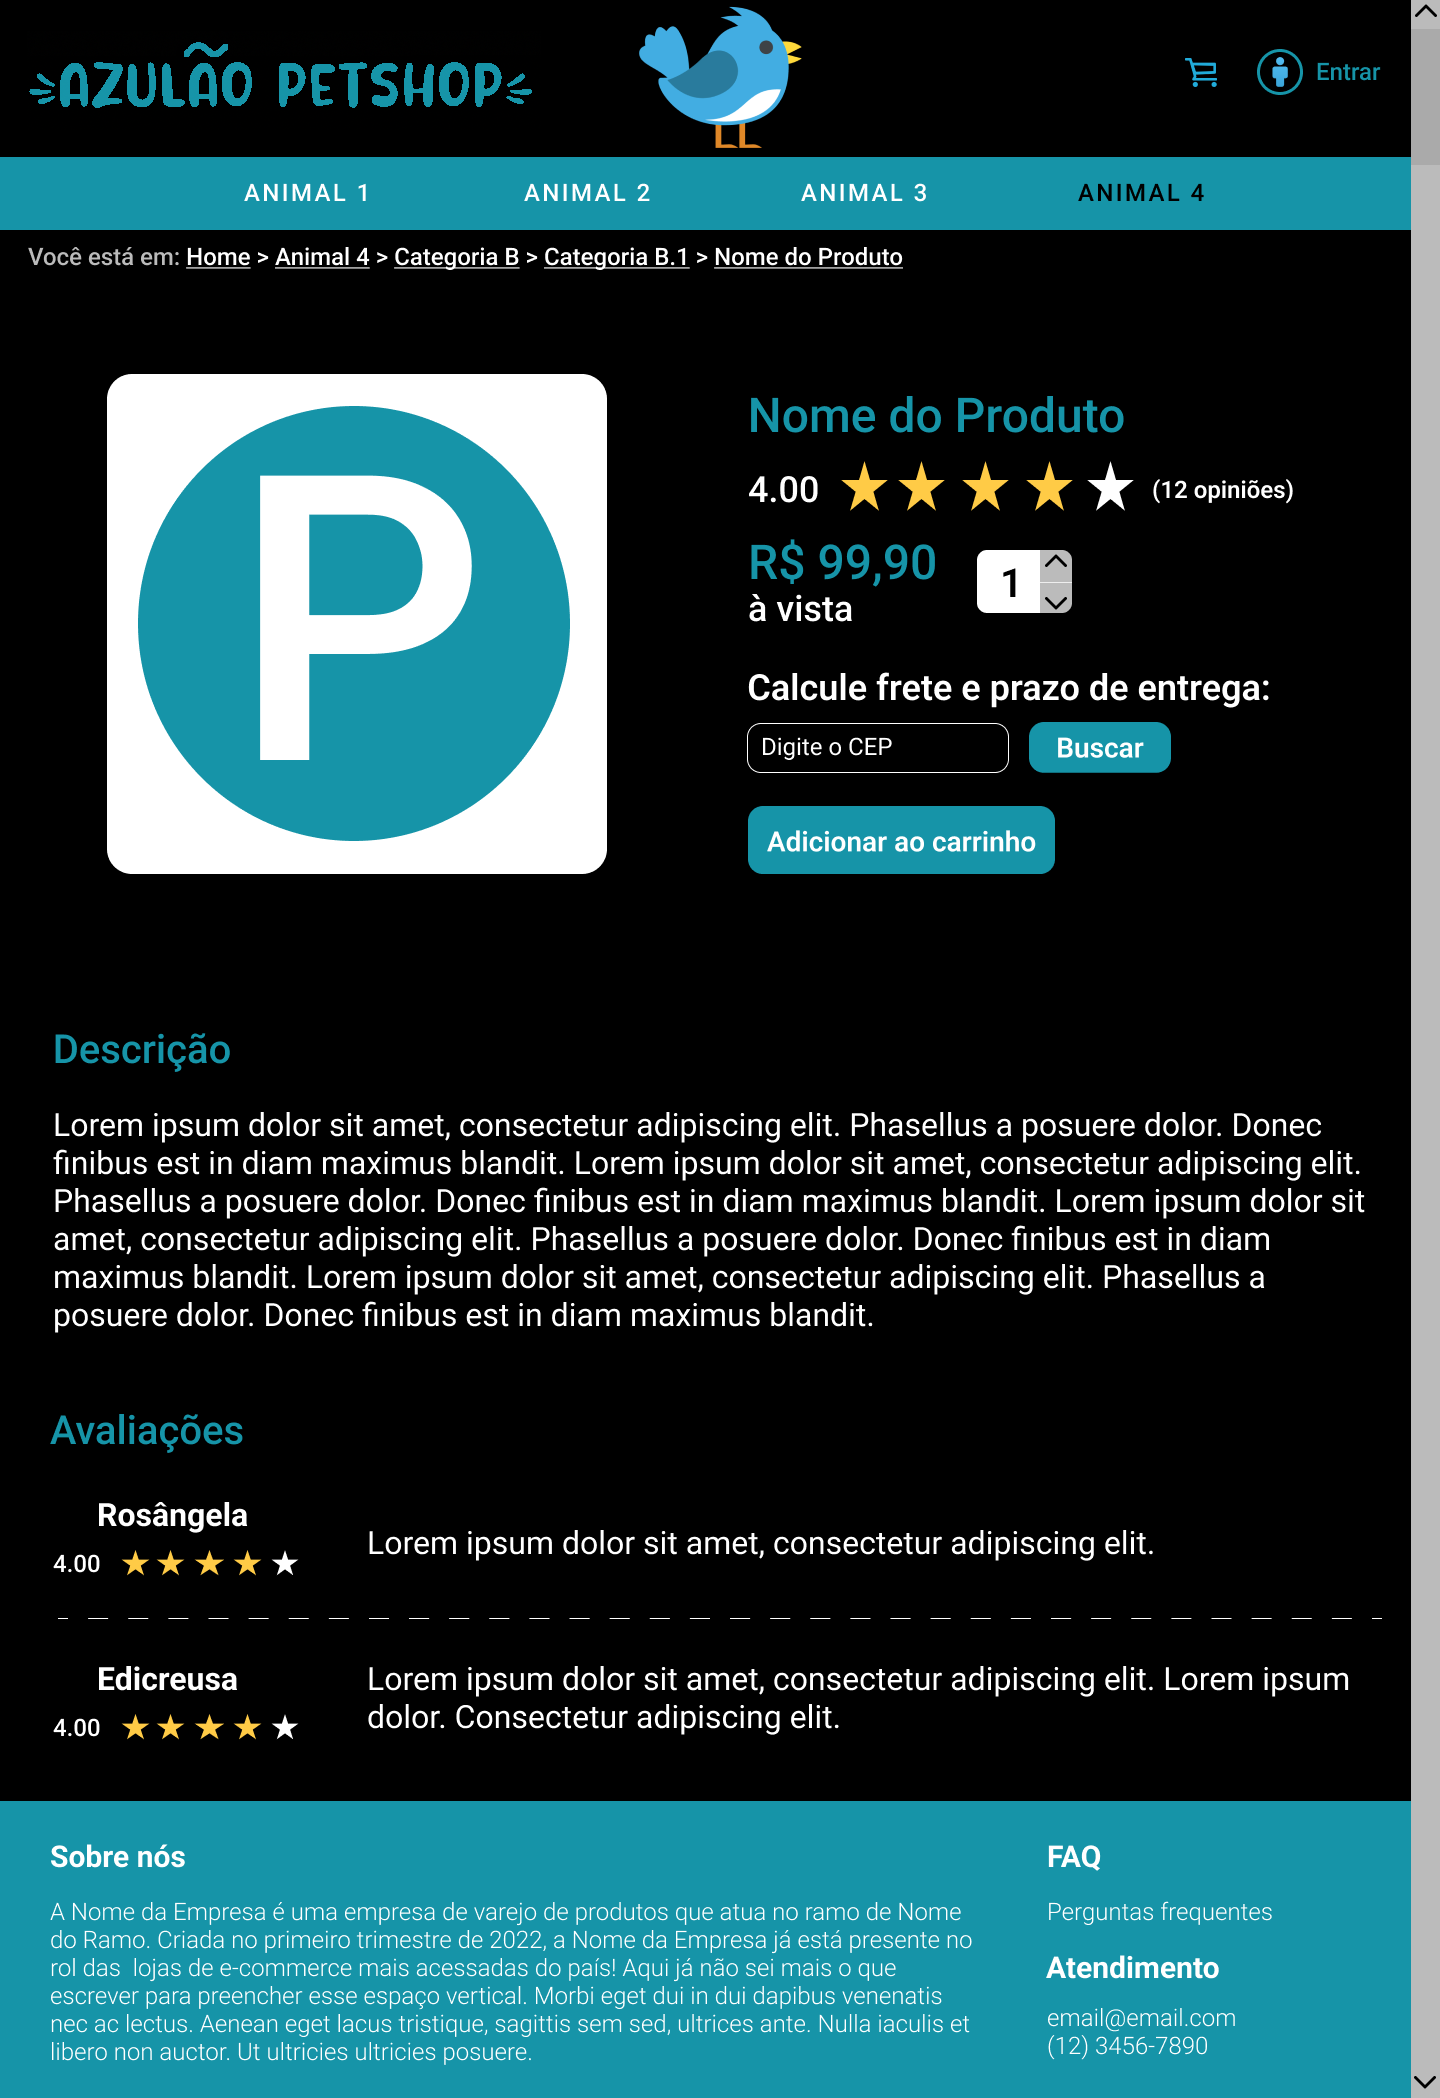 AZULÃO PETSHOP
Entrar
ANIMAL 1 ANIMAL 2 ANIMAL 3 ANIMAL 4
Você está em: Home > Animal 4 > Categoria B > Categoria B.1 > Nome do Produto
P
Nome do Produto
4.00 (12 opiniões)
R$ 99,90
à vista
1
Calcule frete e prazo de entrega:
Digite o CEP Buscar
Adicionar ao carrinho
Descrição
Lorem ipsum dolor sit amet, consectetur adipiscing elit. Phasellus a posuere dolor. Donec
finibus est in diam maximus blandit. Lorem ipsum dolor sit amet, consectetur adipiscing elit.
Phasellus a posuere dolor. Donec finibus est in diam maximus blandit. Lorem ipsum dolor sit
amet, consectetur adipiscing elit. Phasellus a posuere dolor. Donec finibus est in diam
maximus blandit. Lorem ipsum dolor sit amet, consectetur adipiscing elit. Phasellus a
posuere dolor. Donec finibus est in diam maximus blandit.
Avaliações
Rosângela
4.00
Lorem ipsum dolor sit amet, consectetur adipiscing elit.
Edicreusa
4.00
Lorem ipsum dolor sit amet, consectetur adipiscing elit. Lorem ipsum
dolor. Consectetur adipiscing elit.
Sobre nós
A Nome da Empresa é uma empresa de varejo de produtos que atua no ramo de Nome
do Ramo. Criada no primeiro trimestre de 2022, a Nome da Empresa já está presente no
rol das  lojas de e-commerce mais acessadas do país! Aqui já não sei mais o que
escrever para preencher esse espaço vertical. Morbi eget dui in dui dapibus venenatis
nec ac lectus. Aenean eget lacus tristique, sagittis sem sed, ultrices ante. Nulla iaculis et
libero non auctor. Ut ultricies ultricies posuere.
FAQ
Perguntas frequentes
Atendimento
email@email.com
(12) 3456-7890